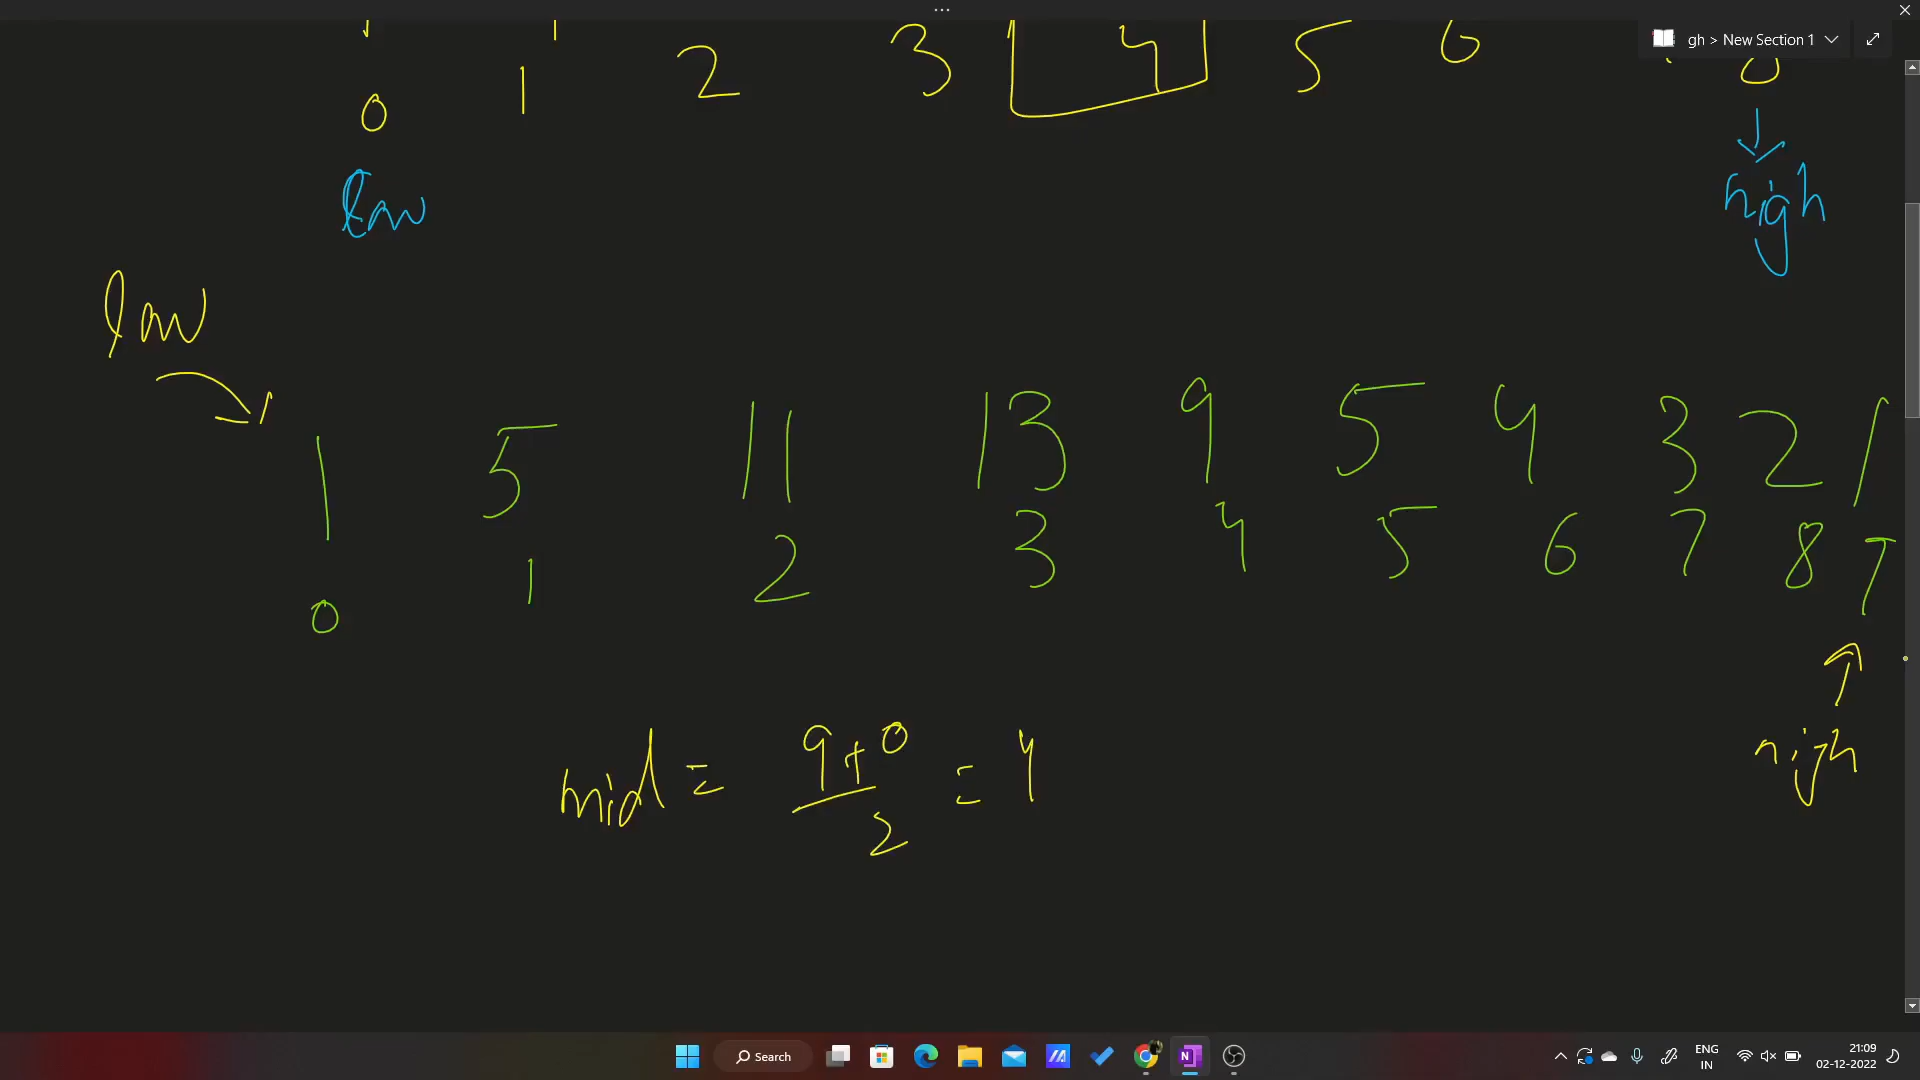 gh > New Section 1
2 3 4 5 6
0 1
low high
low
1 5 11 13 9 5 4 3 2 1
0 1 2 3 4 5 6 7 8 9
mid = 9+0 / 2 = 4
high
Search
ENG
IN
21:09
02-12-2022